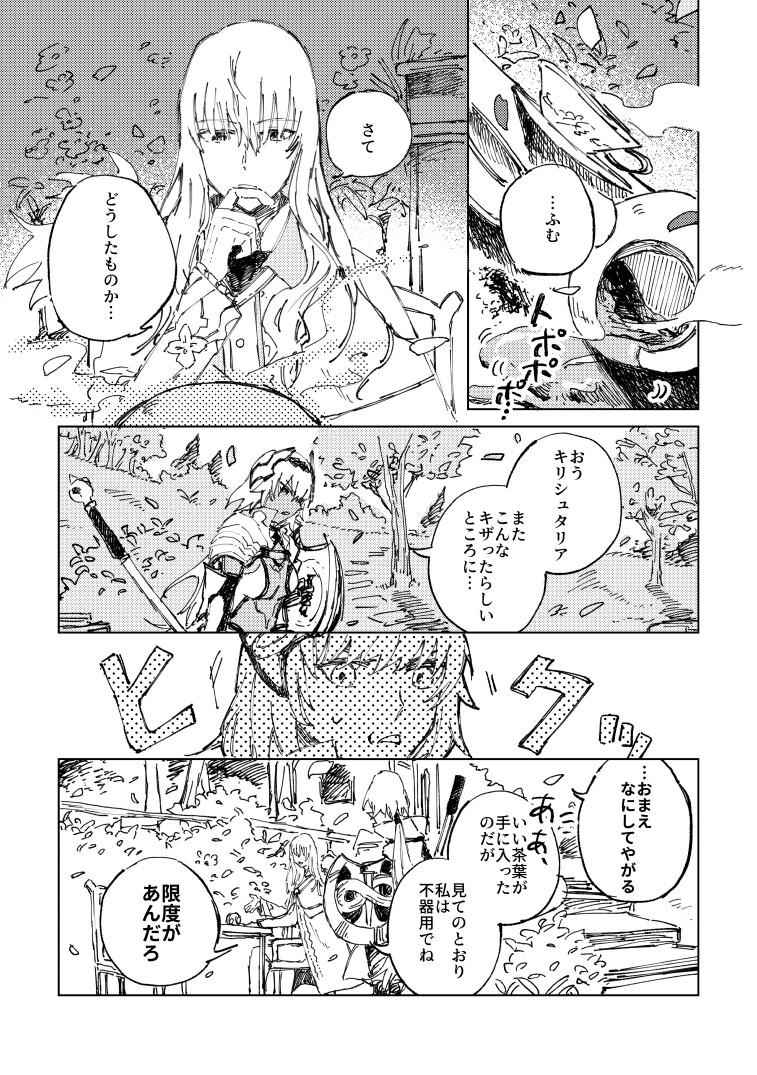 …ふむ
トポポポ…
さて
どうしたものか…
おう
キリシュタリア
また
こんな
キザったらしい
ところに…
ビクッ
…おまえ
なにしてやがる
ああ、
いい茶葉が
手に入った
のだが
見てのとおり
私は
不器用でね
限度が
あんだろ